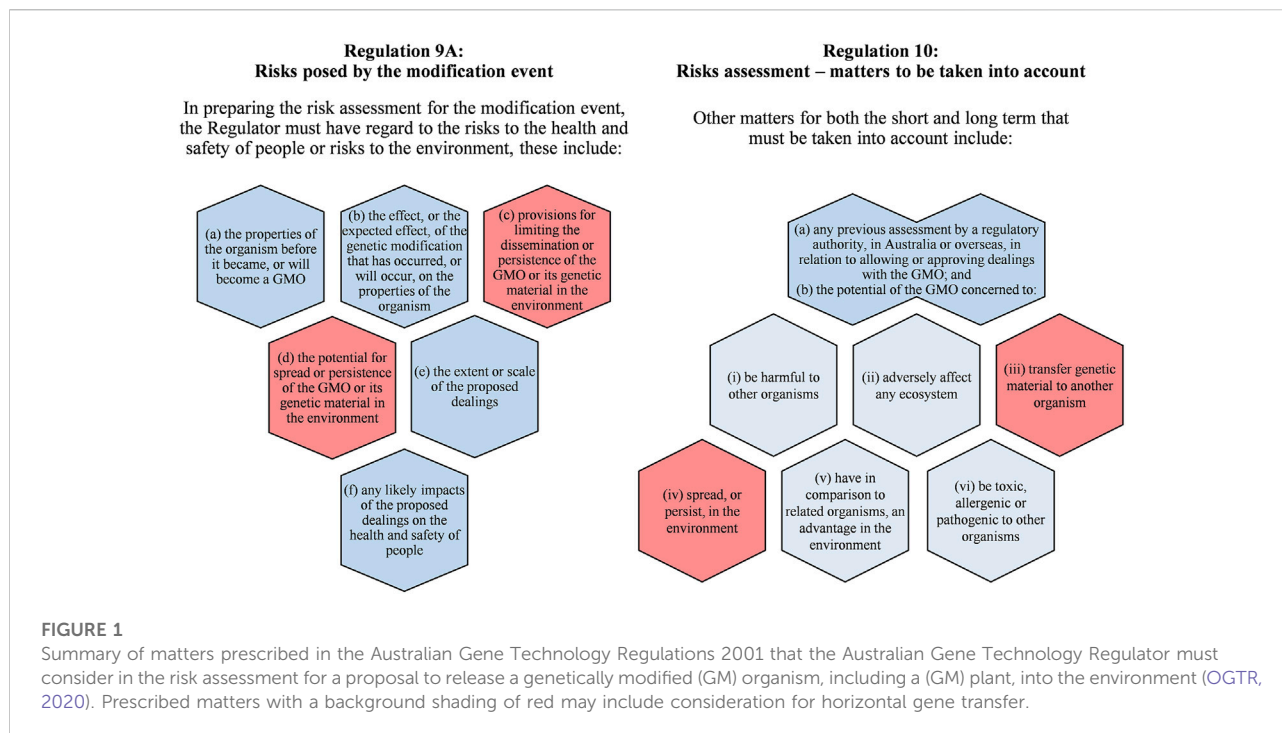 Regulation 9A:
Risks posed by the modification event
In preparing the risk assessment for the modification event,
the Regulator must have regard to the risks to the health and
safety of people or risks to the environment, these include:
(a) the properties of
the organism before
it became, or will
become a GMO
(b) the effect, or the
expected effect, of the
genetic modification
that has occurred, or
will occur, on the
properties of the
organism
(c) provisions for
limiting the
dissemination or
persistence of the
GMO or its genetic
material in the
environment
(d) the potential for
spread or persistence
of the GMO or its
genetic material in
the environment
(e) the extent or scale
of the proposed
dealings
(f) any likely impacts
of the proposed
dealings on the
health and safety of
people
Regulation 10:
Risks assessment – matters to be taken into account
Other matters for both the short and long term that
must be taken into account include:
(a) any previous assessment by a regulatory
authority, in Australia or overseas, in
relation to allowing or approving dealings
with the GMO; and
(b) the potential of the GMO concerned to:
(i) be harmful to
other organisms
(ii) adversely affect
any ecosystem
(iii) transfer genetic
material to another
organism
(iv) spread, or
persist, in the
environment
(v) have in
comparison to
related organisms, an
advantage in the
environment
(vi) be toxic,
allergenic or
pathogenic to other
organisms
FIGURE 1
Summary of matters prescribed in the Australian Gene Technology Regulations 2001 that the Australian Gene Technology Regulator must
consider in the risk assessment for a proposal to release a genetically modified (GM) organism, including a (GM) plant, into the environment (OGTR,
2020). Prescribed matters with a background shading of red may include consideration for horizontal gene transfer.